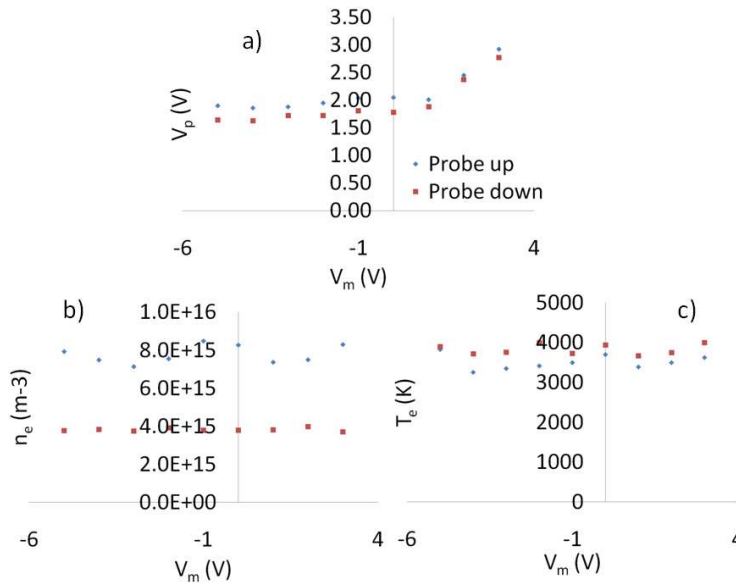 a)
3.50
3.00
2.50
2.00
1.50
1.00
0.50
0.00
V_p (V)
Probe up
Probe down
-6 -1 4
V_m (V)
b)
1.0E+16
8.0E+15
6.0E+15
4.0E+15
2.0E+15
0.0E+00
n_e (m-3)
-6 -1 4
V_m (V)
c)
5000
4000
3000
2000
1000
0
T_e (K)
-6 -1 4
V_m (V)